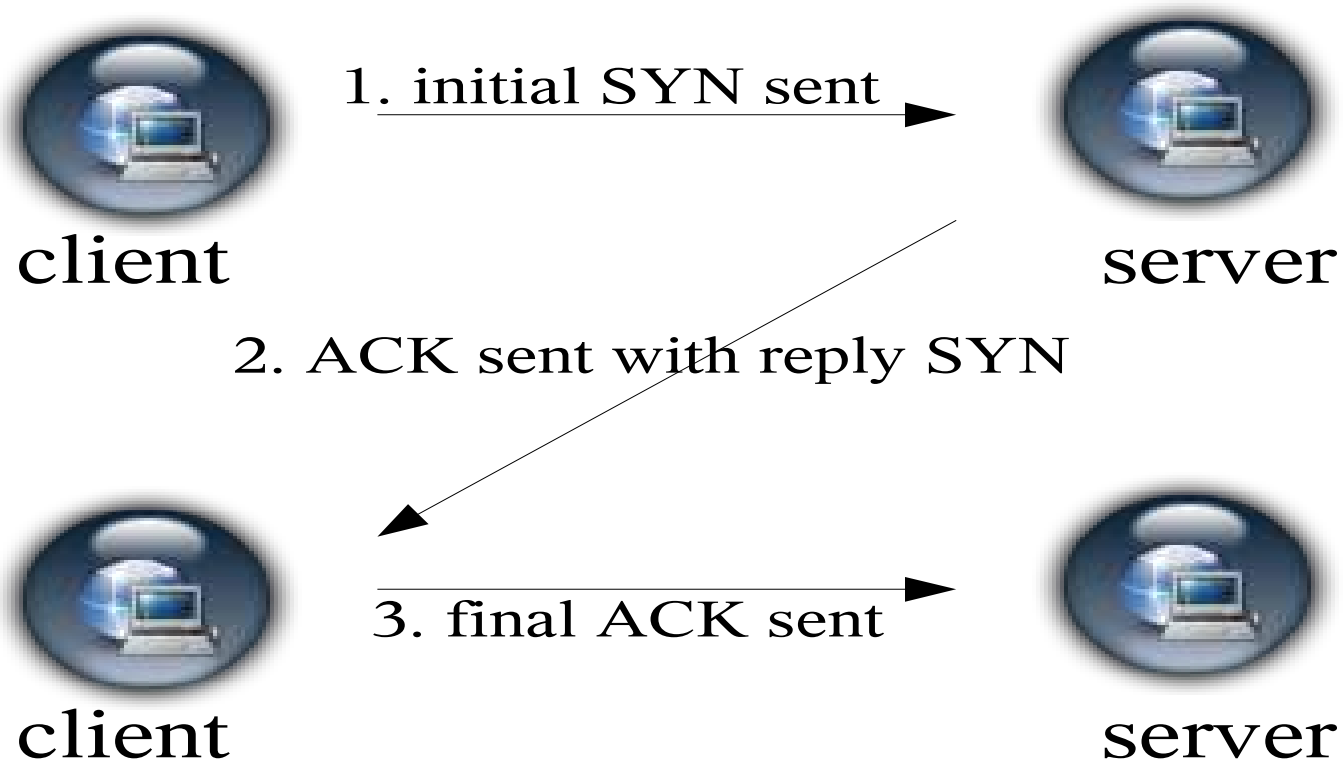 1. initial SYN sent
client
server
2. ACK sent with reply SYN
3. final ACK sent
client
server